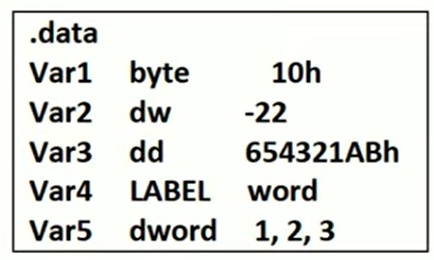 .data
Var1 byte 10h
Var2 dw -22
Var3 dd 654321ABh
Var4 LABEL word
Var5 dword 1, 2, 3